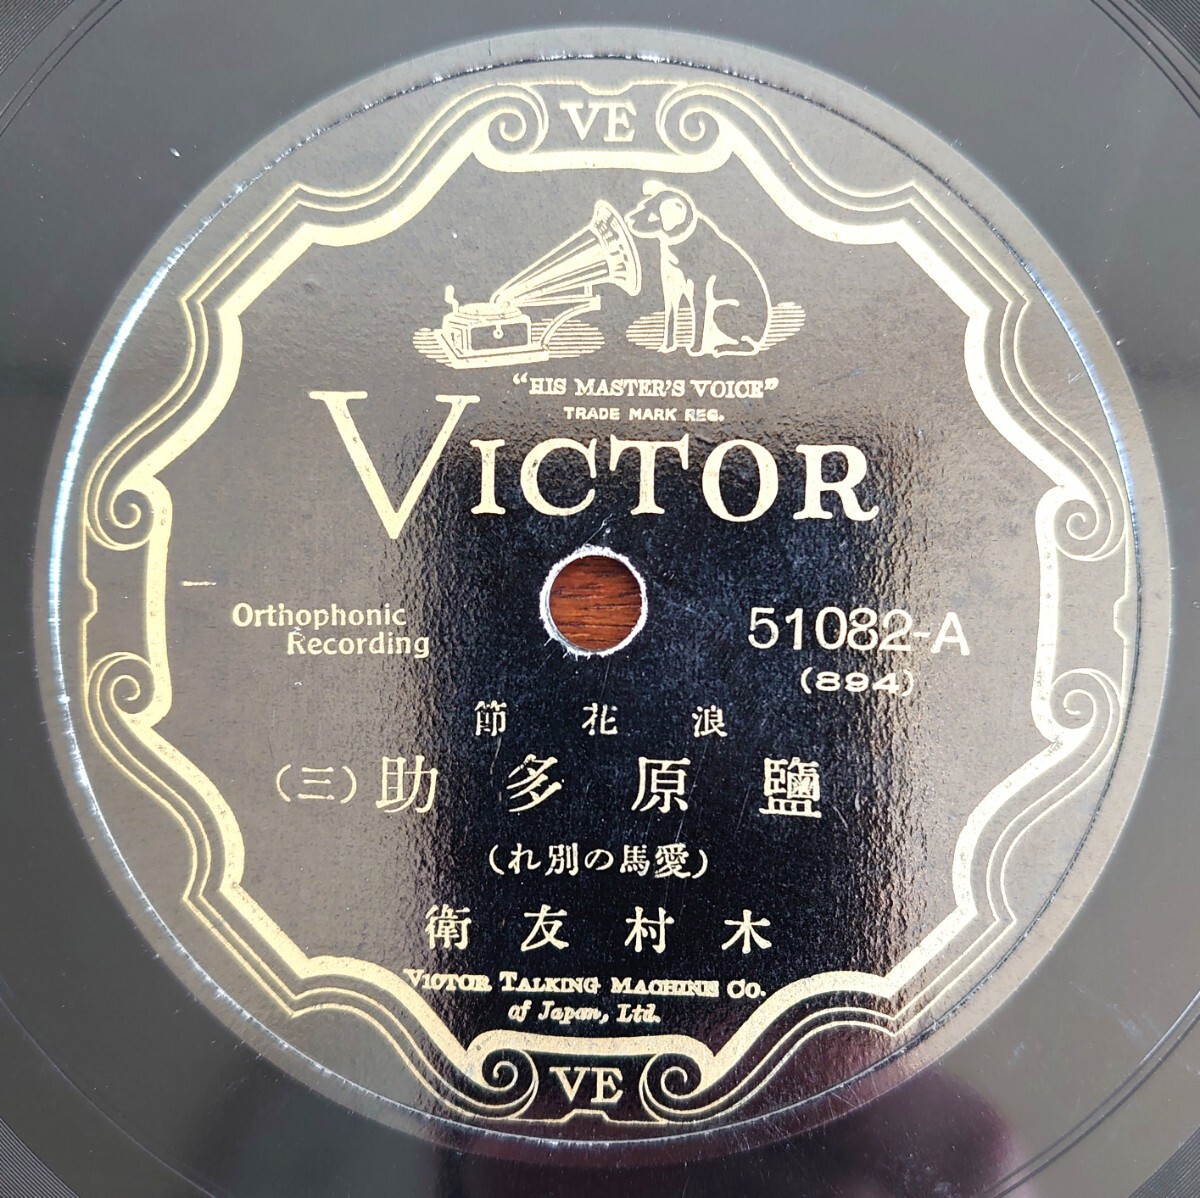 VE
"HIS MASTER'S VOICE"
TRADE MARK REG.
VICTOR
Orthophonic
Recording
51082-A
(894)
浪花節
鹽原多助(三)
(愛馬の別れ)
木村友衛
VICTOR TALKING MACHINE CO.
of Japan, Ltd.
VE